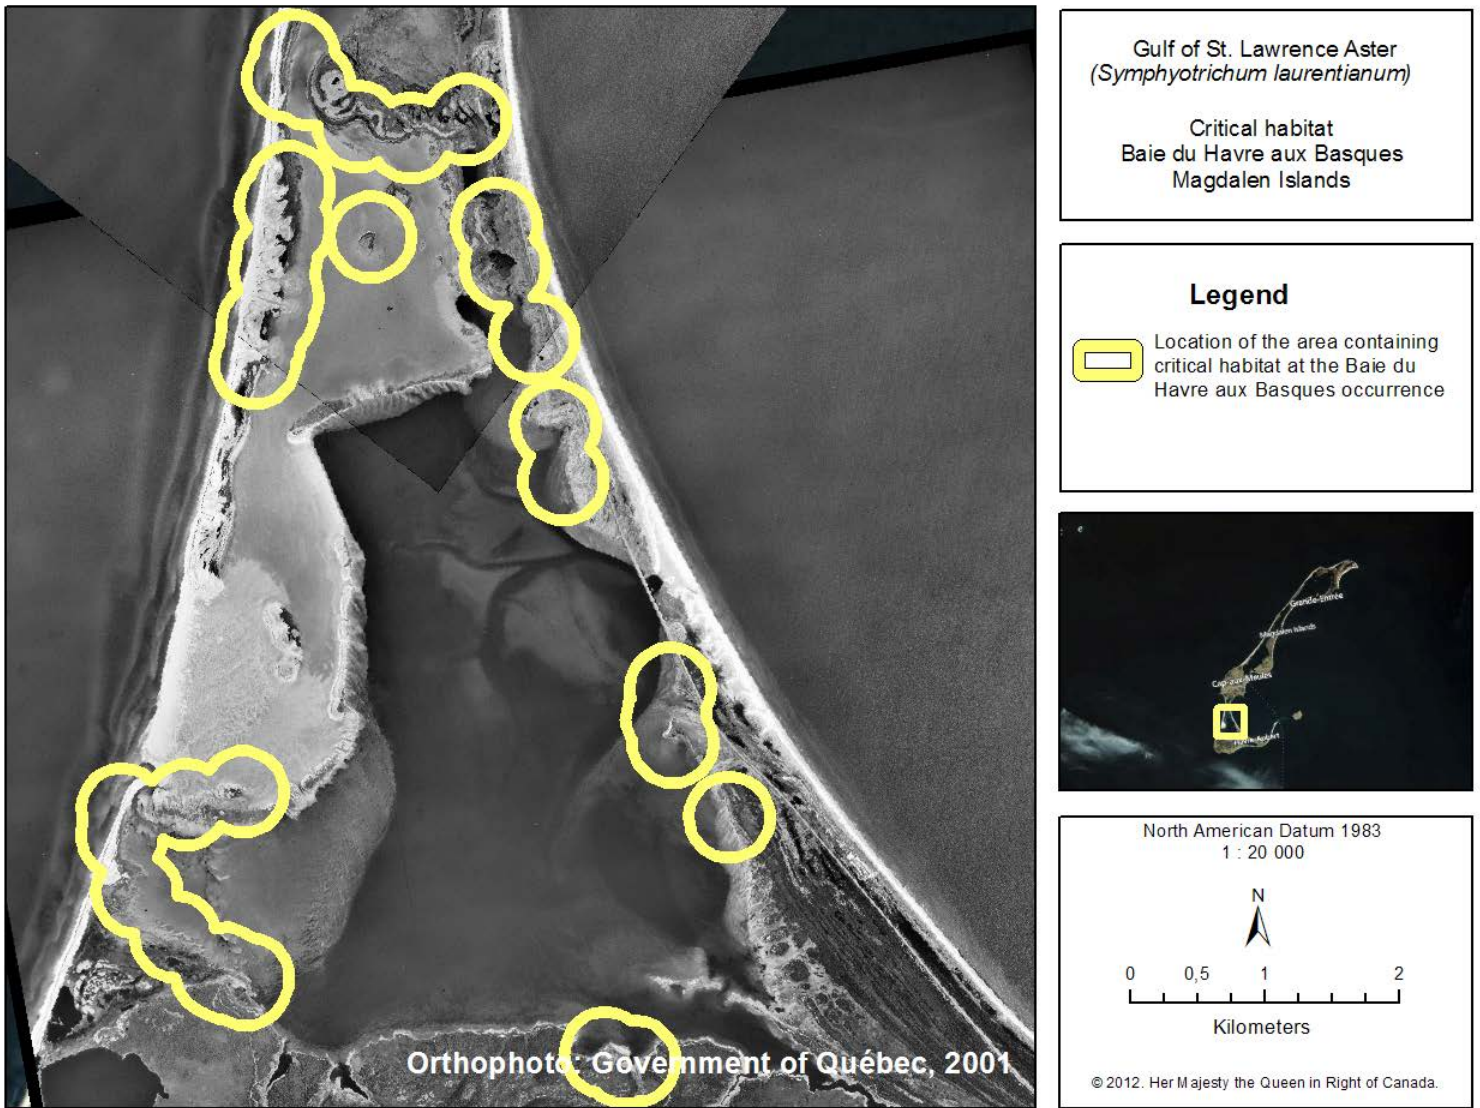 Gulf of St. Lawrence Aster
(Symphyotrichum laurentianum)
Critical habitat
Baie du Havre aux Basques
Magdalen Islands
Legend
Location of the area containing
critical habitat at the Baie du
Havre aux Basques occurrence
Grande-Entrée
Magdalen Islands
Cap-aux-Meules
North American Datum 1983
1 : 20 000
N
0 0,5 1 2
Kilometers
© 2012. Her Majesty the Queen in Right of Canada.
Orthophoto: Government of Québec, 2001